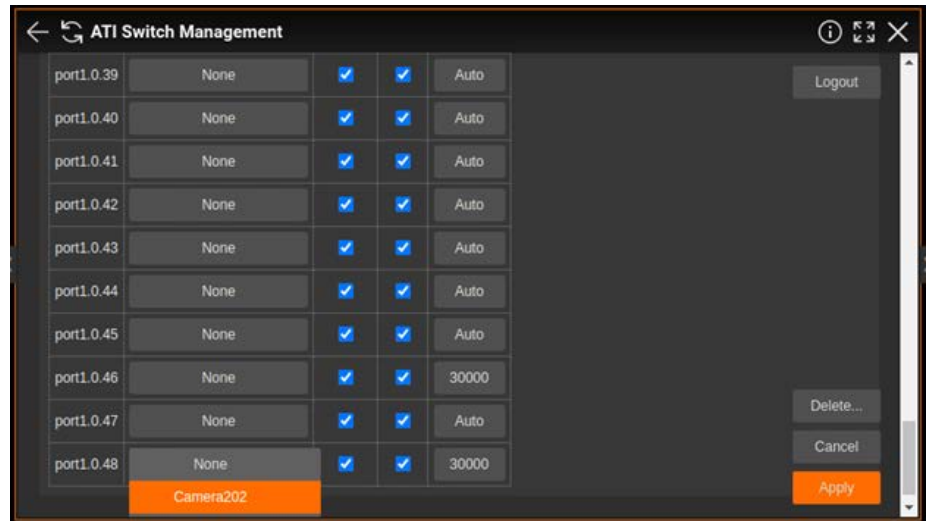 ATI Switch Management
port1.0.39 None Auto Logout
port1.0.40 None Auto
port1.0.41 None Auto
port1.0.42 None Auto
port1.0.43 None Auto
port1.0.44 None Auto
port1.0.45 None Auto
port1.0.46 None 30000
Delete...
port1.0.47 None Auto
Cancel
port1.0.48 None 30000
Apply
Camera202